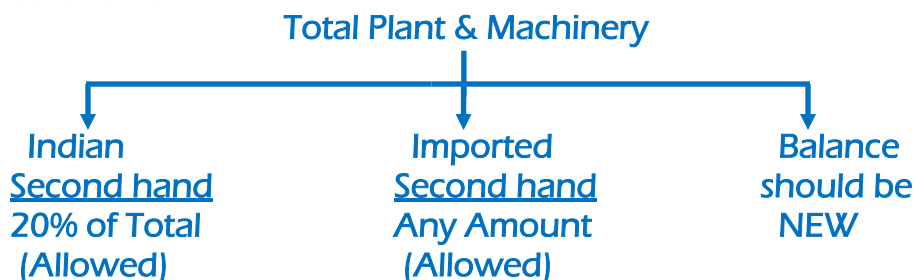 Total Plant & Machinery
Indian
Second hand
20% of Total
(Allowed)
Imported
Second hand
Any Amount
(Allowed)
Balance
should be
NEW